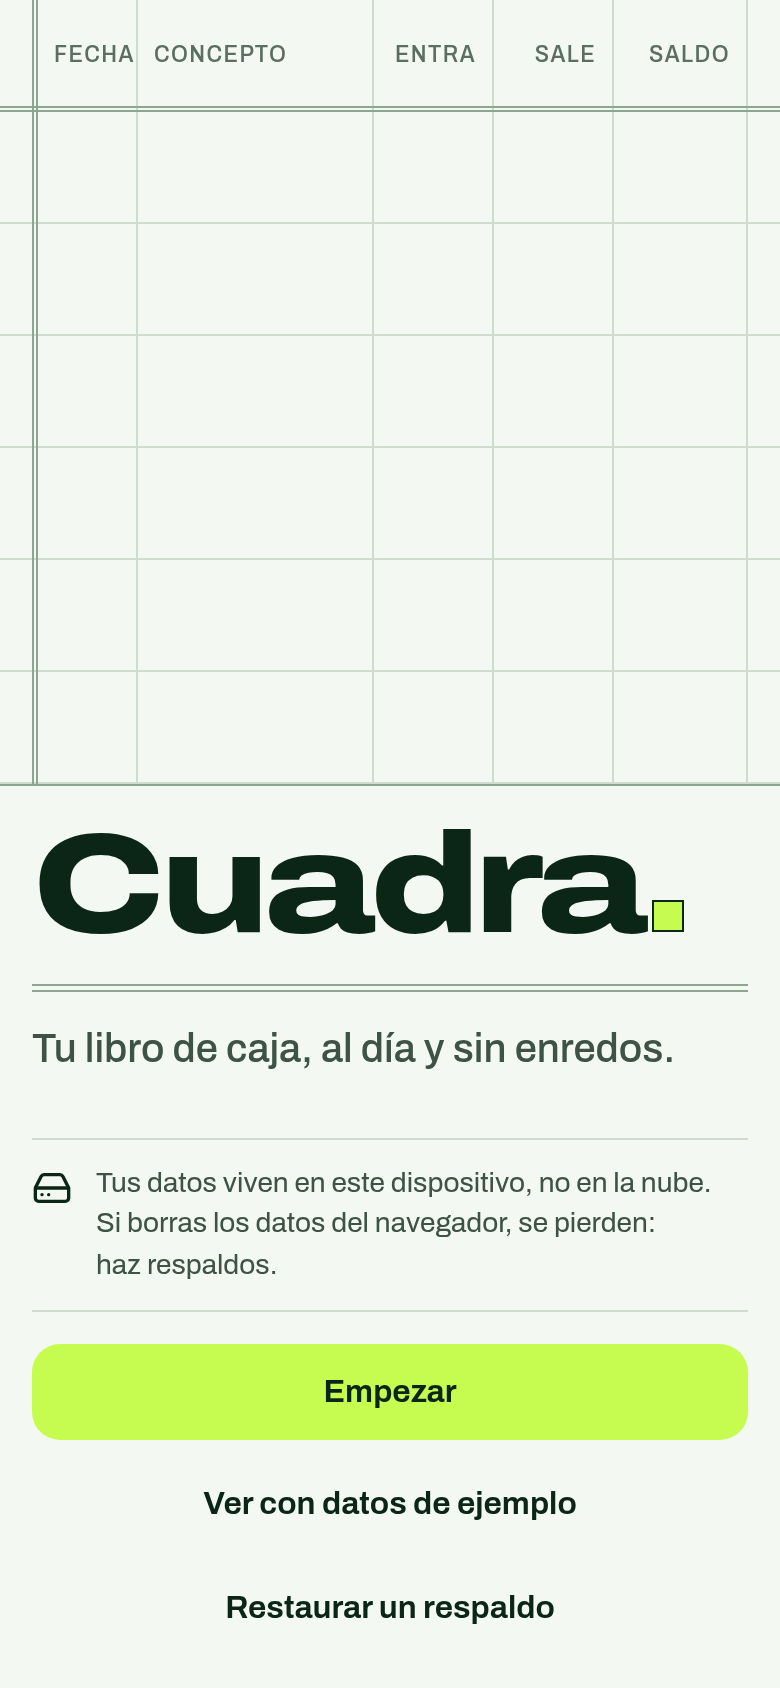 FECHA CONCEPTO ENTRA SALE SALDO
Cuadra.
Tu libro de caja, al día y sin enredos.
Tus datos viven en este dispositivo, no en la nube.
Si borras los datos del navegador, se pierden:
haz respaldos.
Empezar
Ver con datos de ejemplo
Restaurar un respaldo